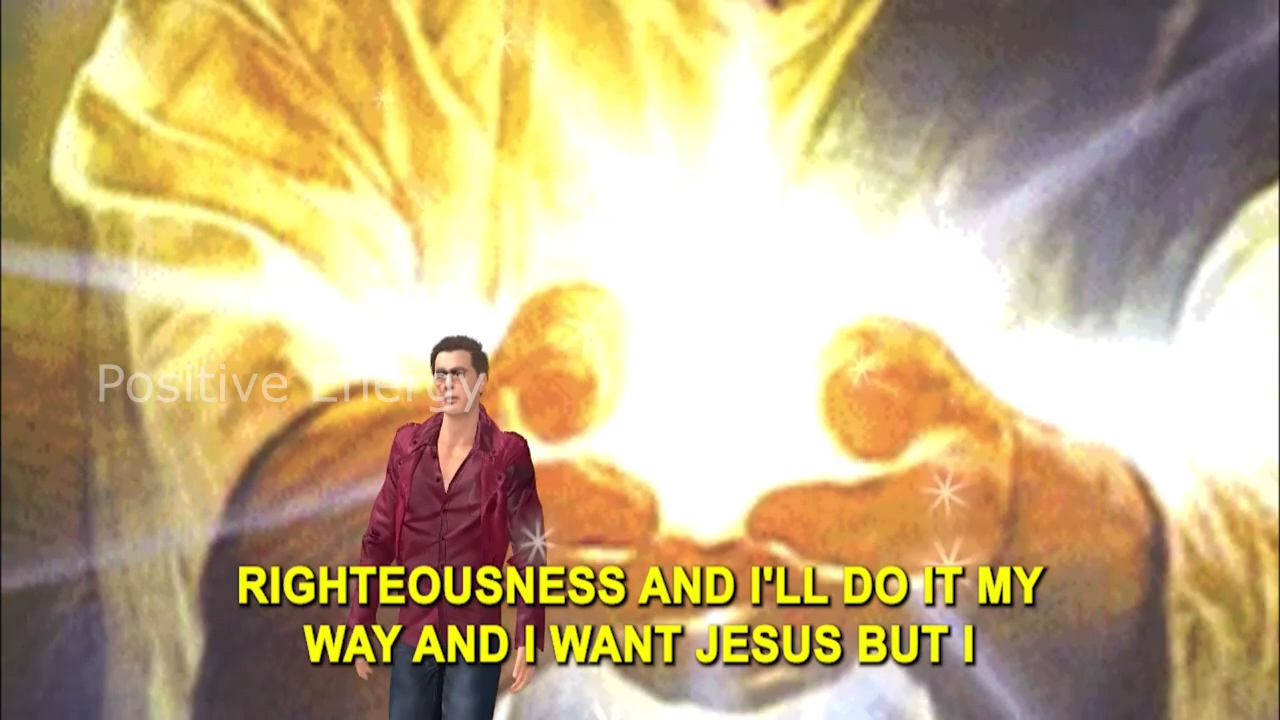 Positive Energy
RIGHTEOUSNESS AND I'LL DO IT MY
WAY AND I WANT JESUS BUT I